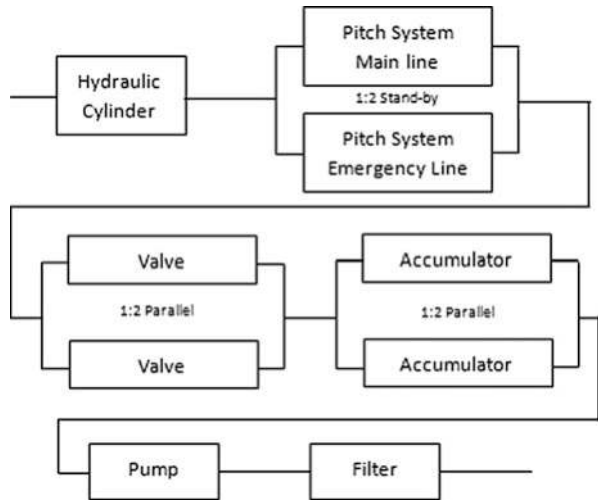 Hydraulic
Cylinder
Pitch System
Main line
1:2 Stand-by
Pitch System
Emergency Line
Valve
1:2 Parallel
Valve
Accumulator
1:2 Parallel
Accumulator
Pump
Filter